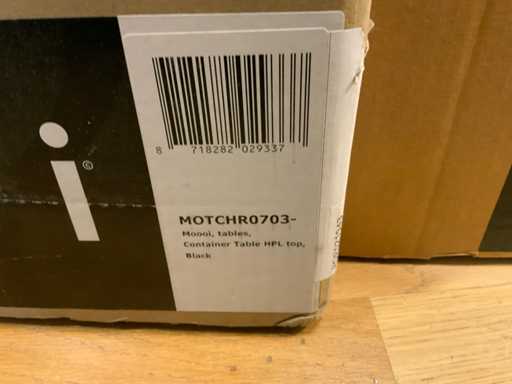 i©
8 718282 029337
MOTCHR0703-
Moooi, tables,
Container Table HPL top,
Black